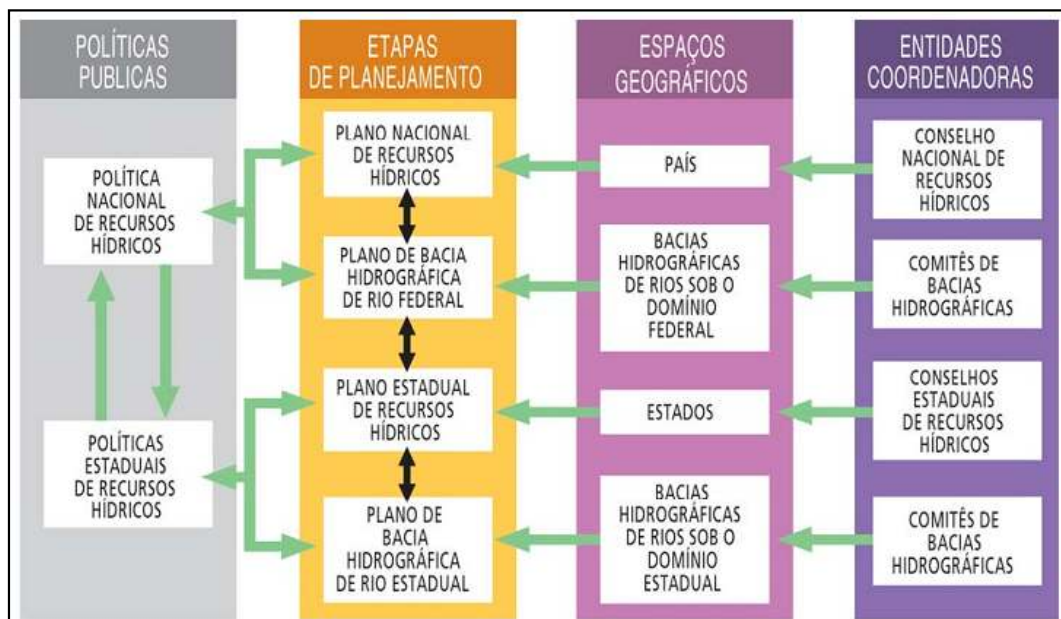 POLÍTICAS
PUBLICAS
POLÍTICA
NACIONAL
DE RECURSOS
HÍDRICOS
POLÍTICAS
ESTADUAIS
DE RECURSOS
HÍDRICOS
ETAPAS
DE PLANEJAMENTO
PLANO NACIONAL
DE RECURSOS
HÍDRICOS
PLANO DE BACIA
HIDROGRÁFICA
DE RIO FEDERAL
PLANO ESTADUAL
DE RECURSOS
HÍDRICOS
PLANO DE
BACIA
HIDROGRÁFICA
DE RIO ESTADUAL
ESPAÇOS
GEOGRÁFICOS
PAÍS
BACIAS
HIDROGRÁFICAS
DE RIOS SOB O
DOMÍNIO
FEDERAL
ESTADOS
BACIAS
HIDROGRÁFICAS
DE RIOS SOB O
DOMÍNIO
ESTADUAL
ENTIDADES
COORDENADORAS
CONSELHO
NACIONAL DE
RECURSOS
HÍDRICOS
COMITÊS DE
BACIAS
HIDROGRÁFICAS
CONSELHOS
ESTADUAIS
DE RECURSOS
HÍDRICOS
COMITÊS DE
BACIAS
HIDROGRÁFICAS